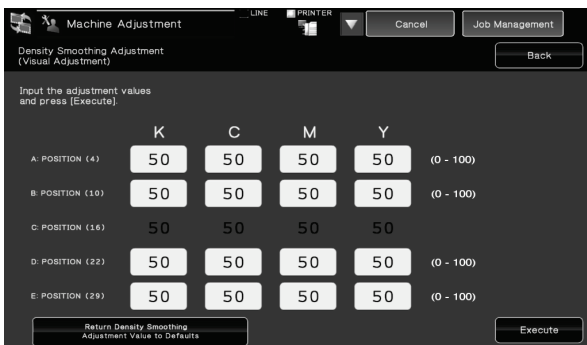 LINE PRINTER
Machine Adjustment Cancel Job Management
Density Smoothing Adjustment
(Visual Adjustment)
Back
Input the adjustment values
and press [Execute].
K C M Y
A: POSITION (4) 50 50 50 50 (0 - 100)
B: POSITION (10) 50 50 50 50 (0 - 100)
C: POSITION (16) 50 50 50 50
D: POSITION (22) 50 50 50 50 (0 - 100)
E: POSITION (29) 50 50 50 50 (0 - 100)
Return Density Smoothing
Adjustment Value to Defaults
Execute